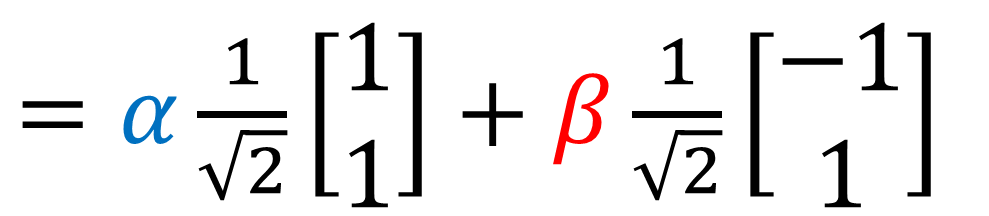 = α 1/√2 [1 1] + β 1/√2 [−1 1]